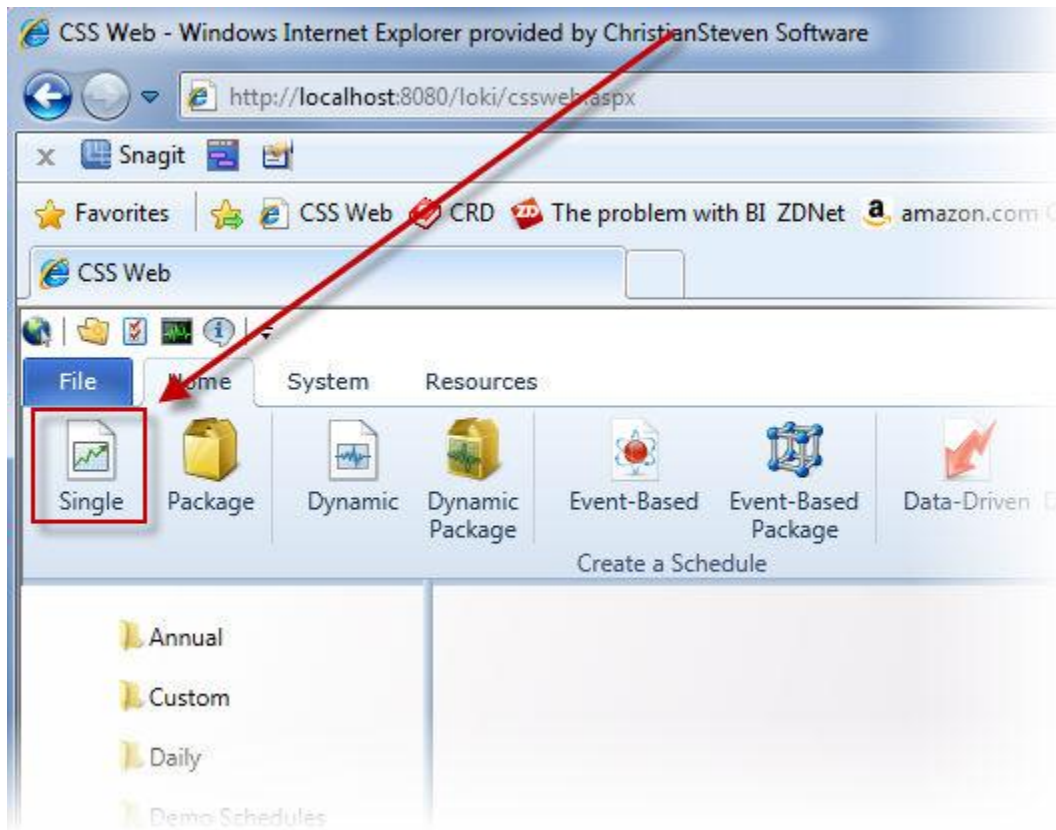 CSS Web - Windows Internet Explorer provided by ChristianSteven Software
http://localhost:8080/loki/cssweb.aspx
x Snagit
Favorites CSS Web CRD The problem with BI ZDNet amazon.com
CSS Web
File Home System Resources
Single Package Dynamic Dynamic Package Event-Based Event-Based Package Data-Driven
Create a Schedule
Annual
Custom
Daily
Demo Schedules